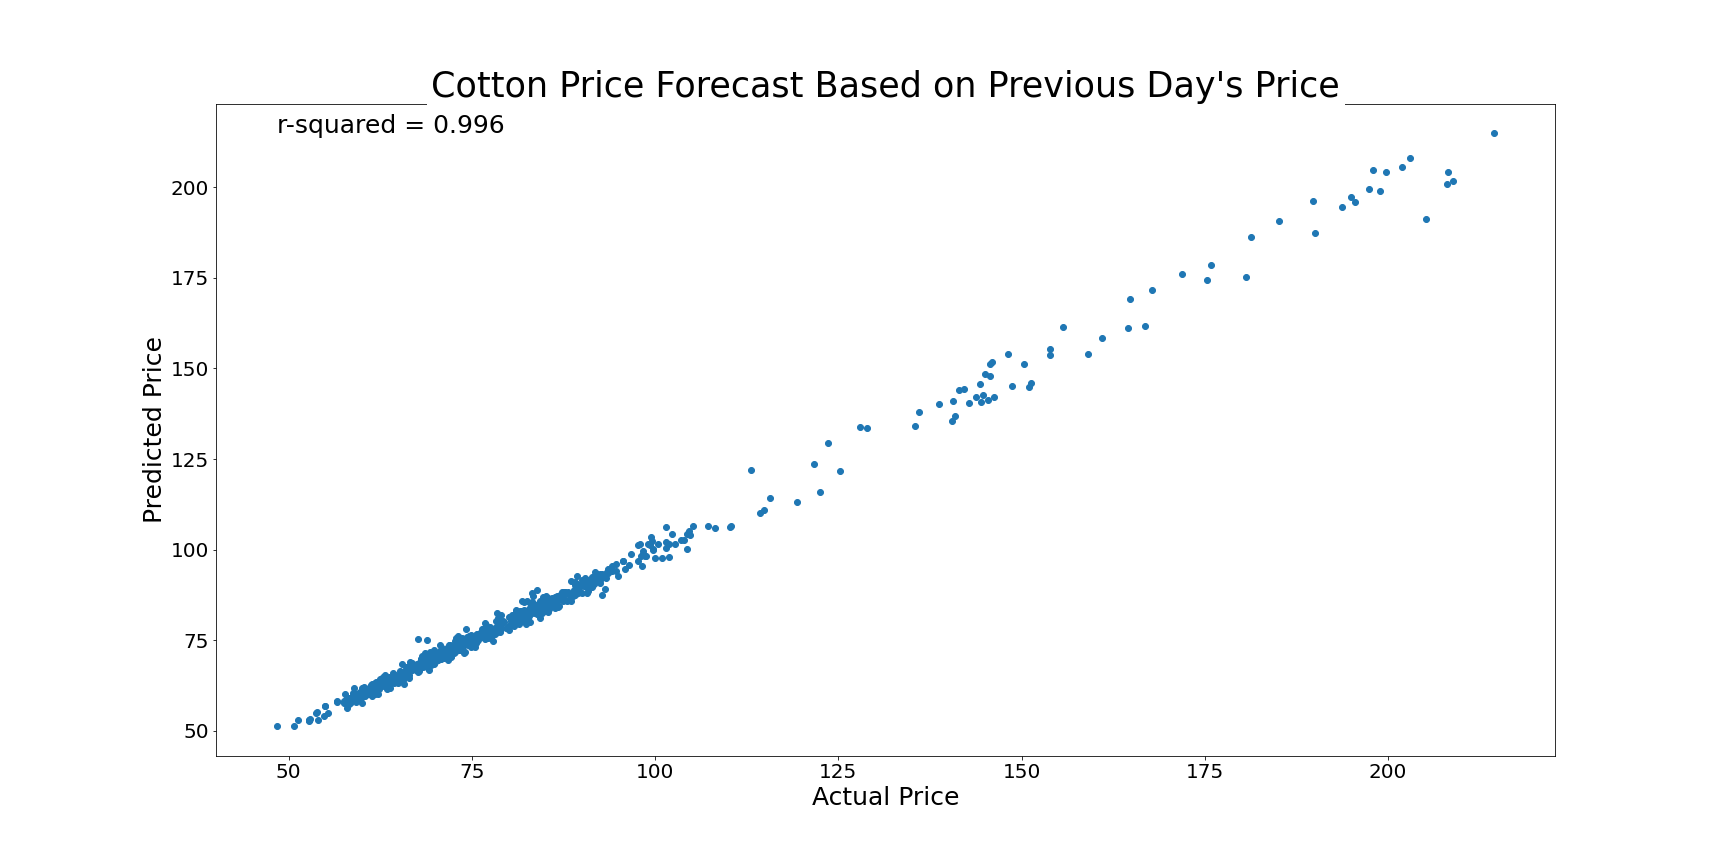 Cotton Price Forecast Based on Previous Day's Price
r-squared = 0.996
200
175
150
125
100
75
50
Predicted Price
50 75 100 125 150 175 200
Actual Price